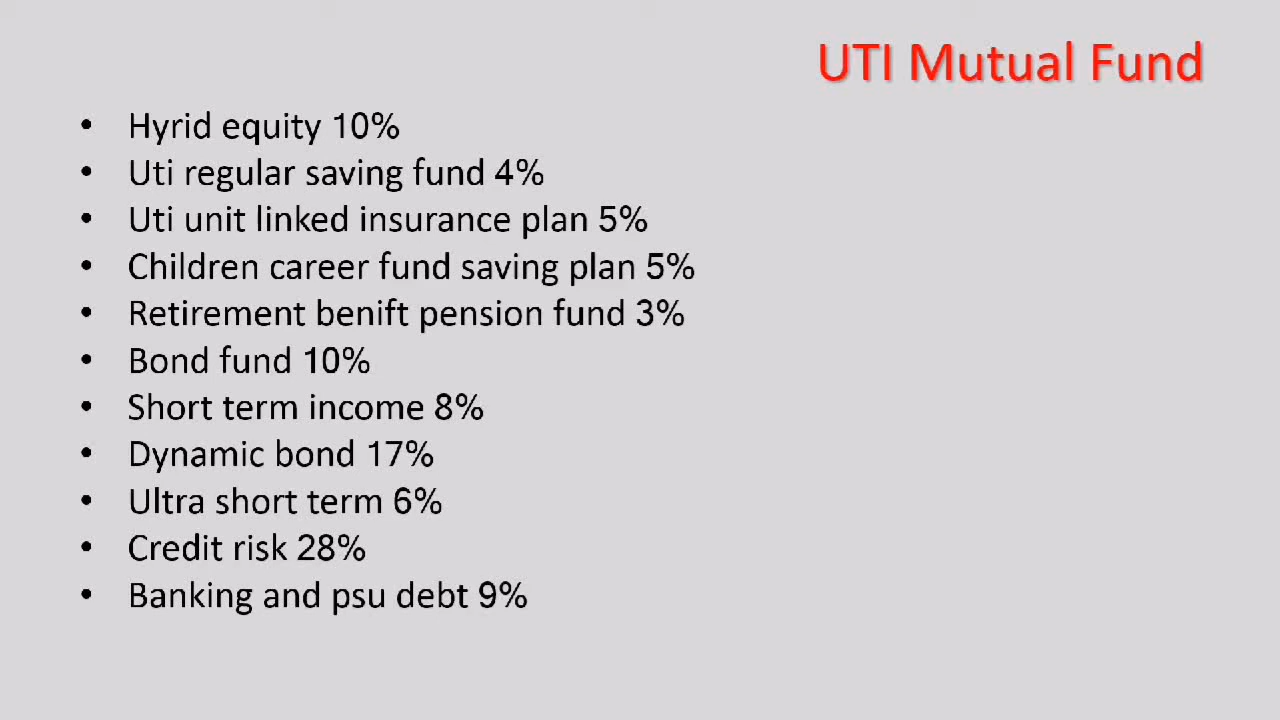 UTI Mutual Fund
• Hyrid equity 10%
• Uti regular saving fund 4%
• Uti unit linked insurance plan 5%
• Children career fund saving plan 5%
• Retirement benift pension fund 3%
• Bond fund 10%
• Short term income 8%
• Dynamic bond 17%
• Ultra short term 6%
• Credit risk 28%
• Banking and psu debt 9%